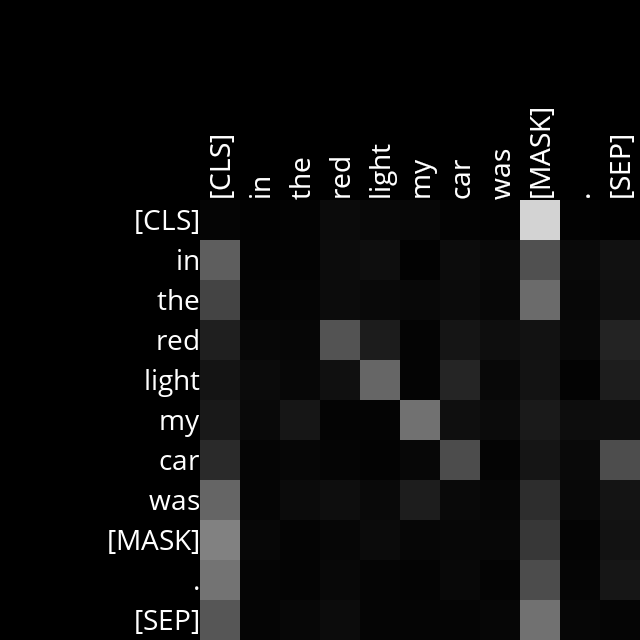 [CLS] in the red light my car was [MASK] . [SEP]
[CLS]
in
the
red
light
my
car
was
[MASK]
.
[SEP]